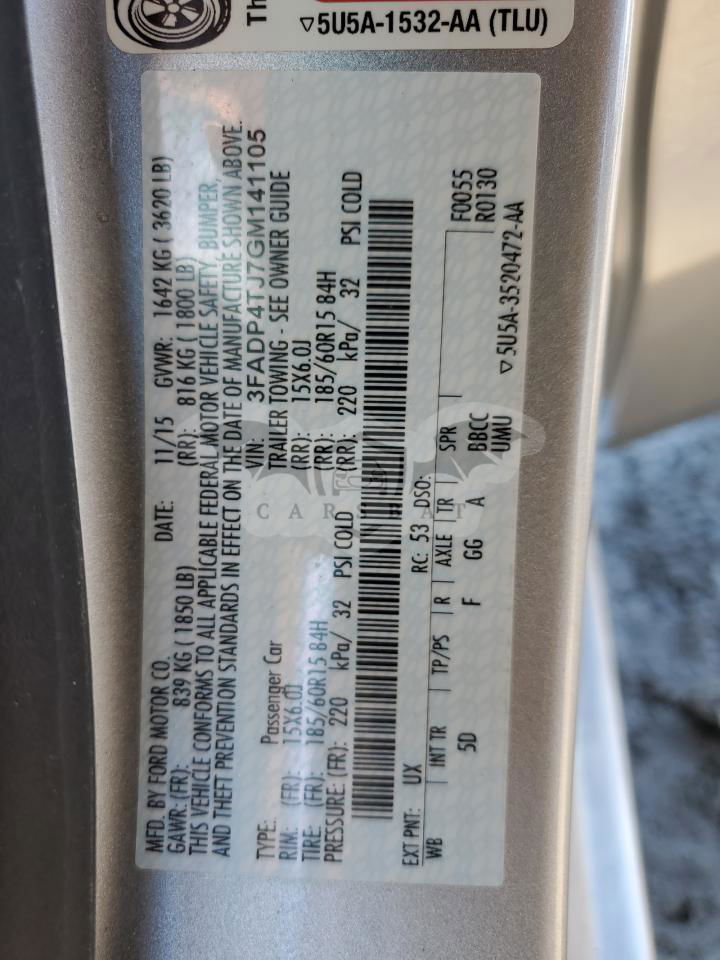 Th
▽5U5A-1532-AA (TLU)
MFD. BY FORD MOTOR CO. DATE: 11/15 GVWR: 1642 KG ( 3620 LB)
GAWR: (FR): 839 KG ( 1850 LB) (RR): 816 KG ( 1800 LB)
THIS VEHICLE CONFORMS TO ALL APPLICABLE FEDERAL MOTOR VEHICLE SAFETY, BUMPER,
AND THEFT PREVENTION STANDARDS IN EFFECT ON THE DATE OF MANUFACTURE SHOWN ABOVE.
VIN: 3FADP4TJ7GM141105
TYPE: Passenger Car TRAILER TOWING - SEE OWNER GUIDE
RIM: (FR): 15X6.0J (RR): 15X6.0J
TIRE: (FR): 185/60R15 84H (RR): 185/60R15 84H
PRESSURE: (FR): 220 kPa/ 32 PSI COLD (RR): 220 kPa/ 32 PSI COLD
EXT PNT: UX RC: 53 DSO: F0055
WB INT TR TP/PS R AXLE TR SPR R0130
5D F GG A BBCC
UMU
▽5U5A-3520472-AA
CARSBAT